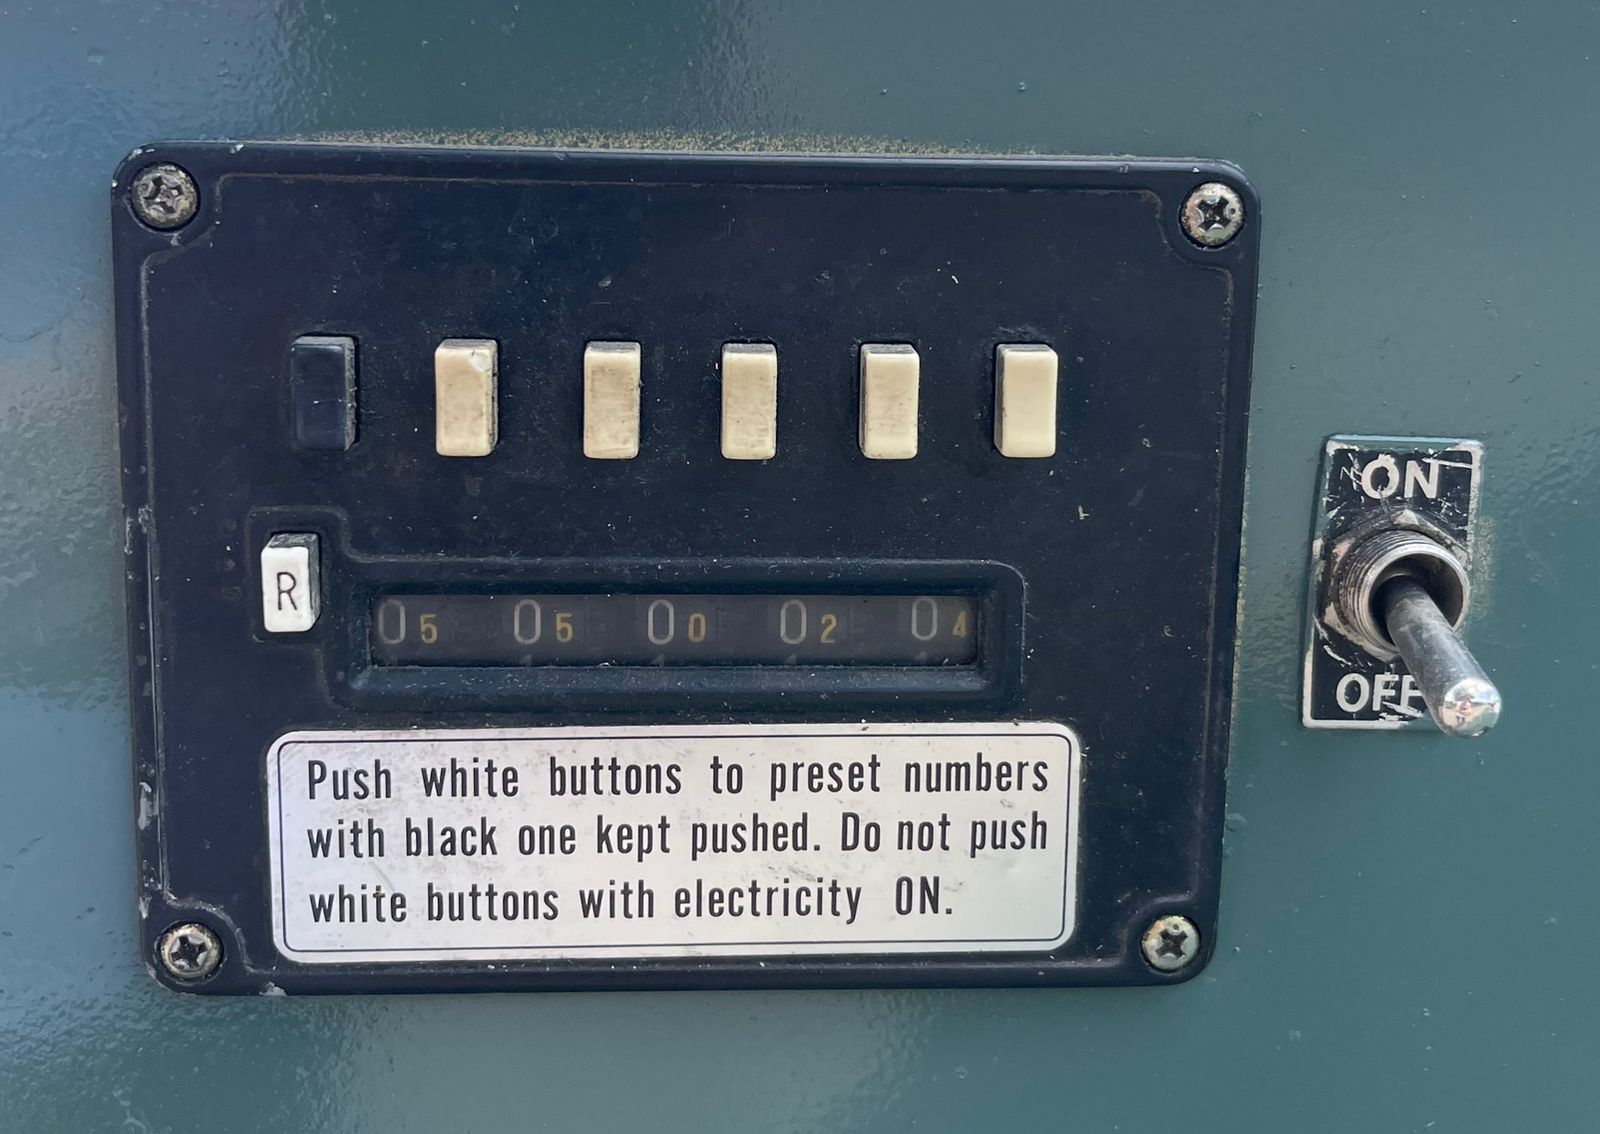 ON
R
05 05 00 02 04
OFF
Push white buttons to preset numbers
with black one kept pushed. Do not push
white buttons with electricity ON.